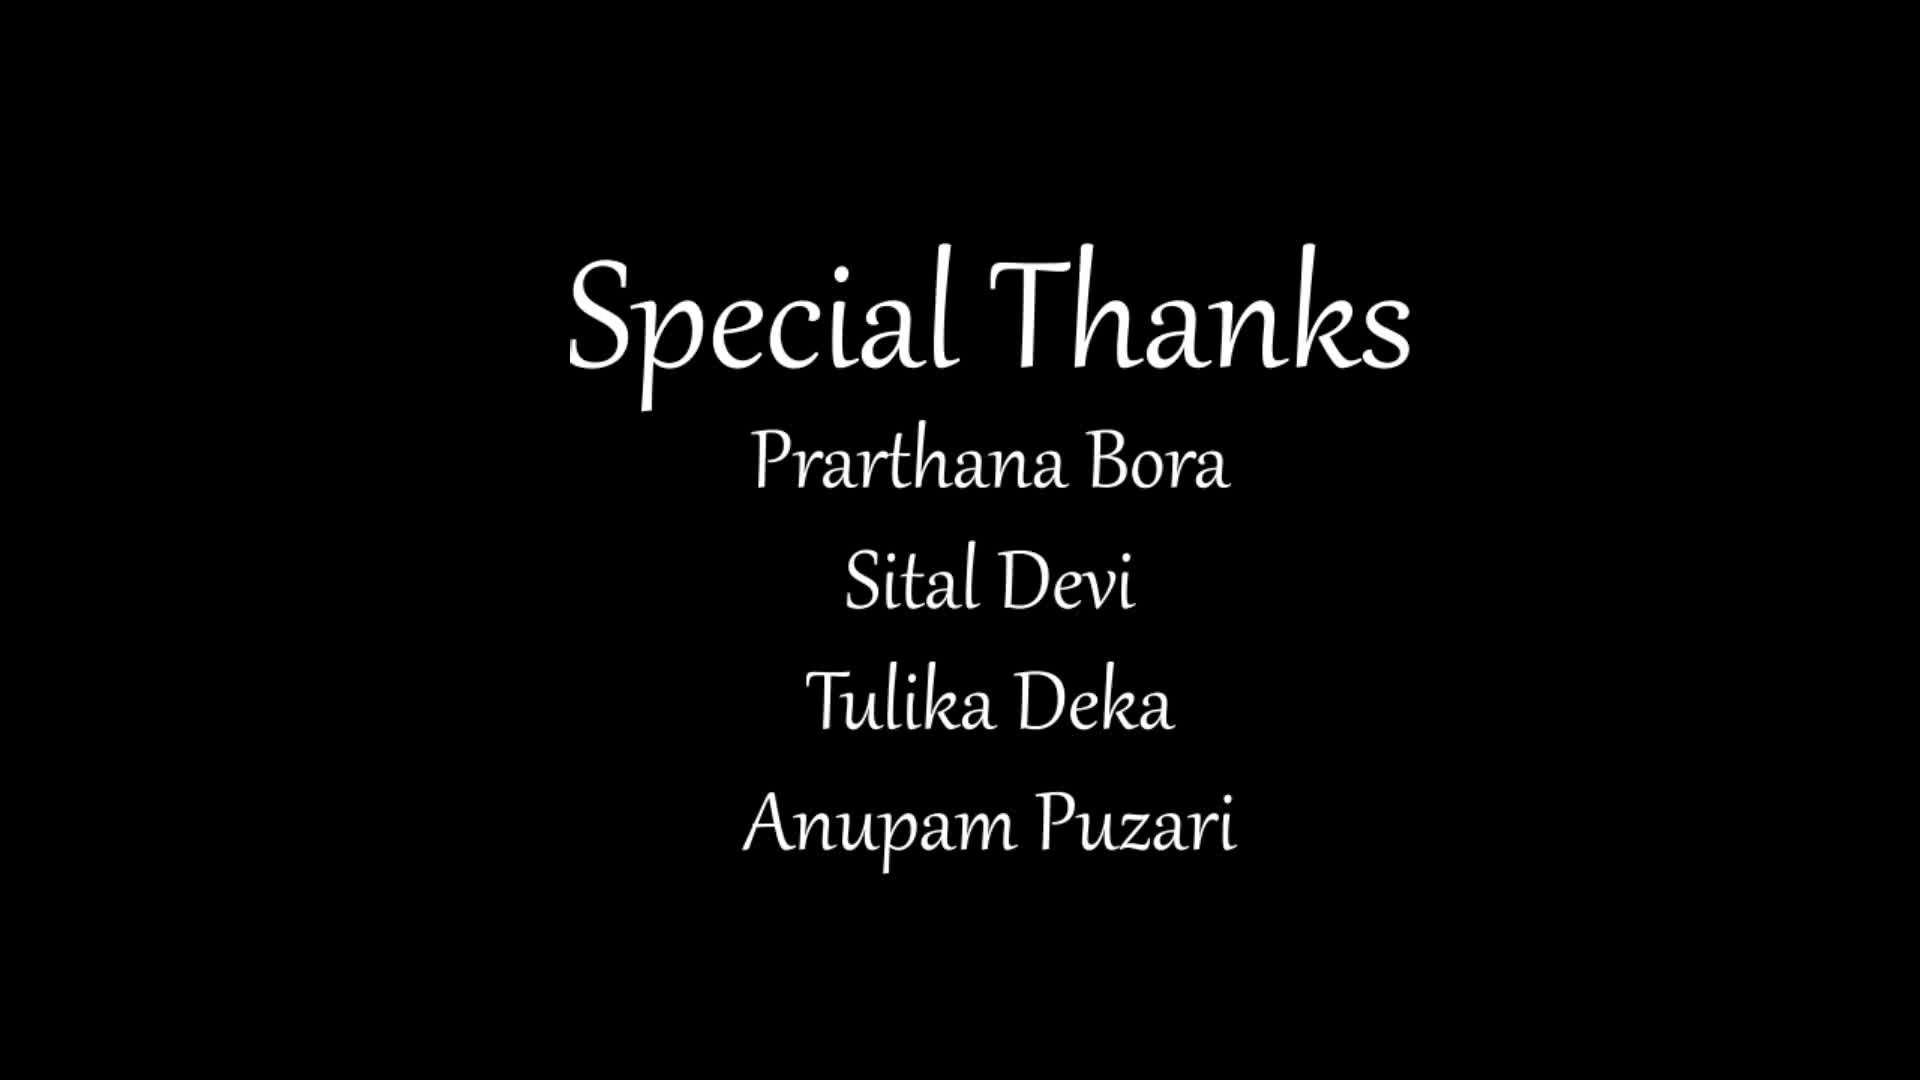 Special Thanks
Prarthana Bora
Sital Devi
Tulika Deka
Anupam Puzari